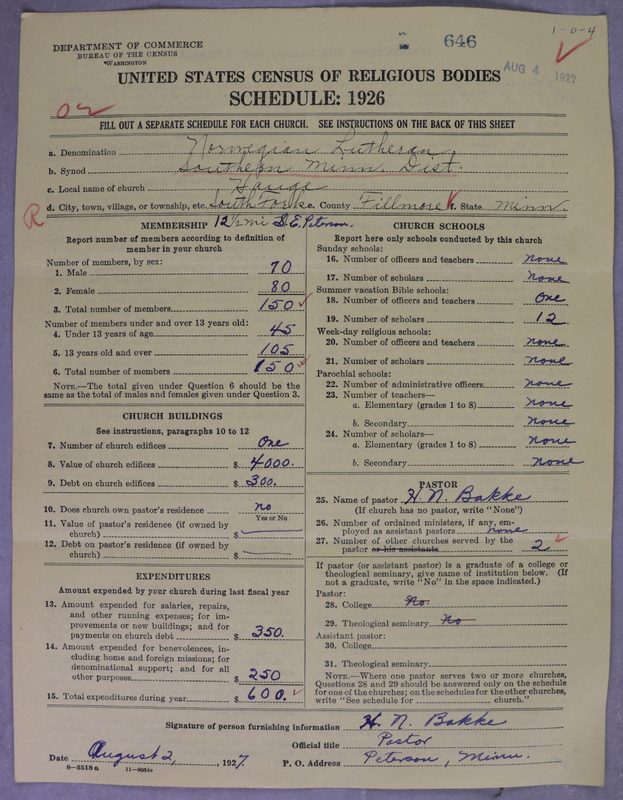 1-0-4
646
AUG 4 1927
DEPARTMENT OF COMMERCE
BUREAU OF THE CENSUS
WASHINGTON
UNITED STATES CENSUS OF RELIGIOUS BODIES
SCHEDULE: 1926
FILL OUT A SEPARATE SCHEDULE FOR EACH CHURCH. SEE INSTRUCTIONS ON THE BACK OF THIS SHEET
a. Denomination Norwegian Lutheran
b. Synod Southern Minn. Dist.
c. Local name of church Hauge
d. City, town, village, or township, etc. South Fork e. County Fillmore f. State Minn.
R
12 1/2 mi S.E. Peterson.
MEMBERSHIP
Report number of members according to definition of
member in your church
Number of members, by sex:
1. Male 70
2. Female 80
3. Total number of members 150
Number of members under and over 13 years old:
4. Under 13 years of age 45
5. 13 years old and over 105
6. Total number of members 150
NOTE.—The total given under Question 6 should be the
same as the total of males and females given under Question 3.
CHURCH BUILDINGS
See instructions, paragraphs 10 to 12
7. Number of church edifices One
8. Value of church edifices $ 4000.
9. Debt on church edifices $ 300.
10. Does church own pastor's residence no
Yes or No
11. Value of pastor's residence (if owned by
church) $
12. Debt on pastor's residence (if owned by
church) $
EXPENDITURES
Amount expended by your church during last fiscal year
13. Amount expended for salaries, repairs,
and other running expenses; for im-
provements or new buildings; and for
payments on church debt $ 350.
14. Amount expended for benevolences, in-
cluding home and foreign missions; for
denominational support; and for all
other purposes $ 250
15. Total expenditures during year $ 600.
CHURCH SCHOOLS
Report here only schools conducted by this church
Sunday schools:
16. Number of officers and teachers none
17. Number of scholars none
Summer vacation Bible schools:
18. Number of officers and teachers One
19. Number of scholars 12
Week-day religious schools:
20. Number of officers and teachers none
21. Number of scholars none
Parochial schools:
22. Number of administrative officers none
23. Number of teachers—
a. Elementary (grades 1 to 8) none
b. Secondary none
24. Number of scholars—
a. Elementary (grades 1 to 8) none
b. Secondary none
PASTOR
25. Name of pastor H. N. Bakke
(If church has no pastor, write "None")
26. Number of ordained ministers, if any, em-
ployed as assistant pastors none
27. Number of other churches served by the
pastor or his assistants 2
If pastor (or assistant pastor) is a graduate of a college or
theological seminary, give name of institution below. (If
not a graduate, write "No" in the space indicated.)
Pastor:
28. College No
29. Theological seminary No
Assistant pastor:
30. College
31. Theological seminary
NOTE.—Where one pastor serves two or more churches,
Questions 28 and 29 should be answered only on the schedule
for one of the churches; on the schedules for the other churches,
write "See schedule for church."
Signature of person furnishing information H. N. Bakke
Official title Pastor
Date August 2, 1927. P. O. Address Peterson, Minn.
8—5518a 11—9054a